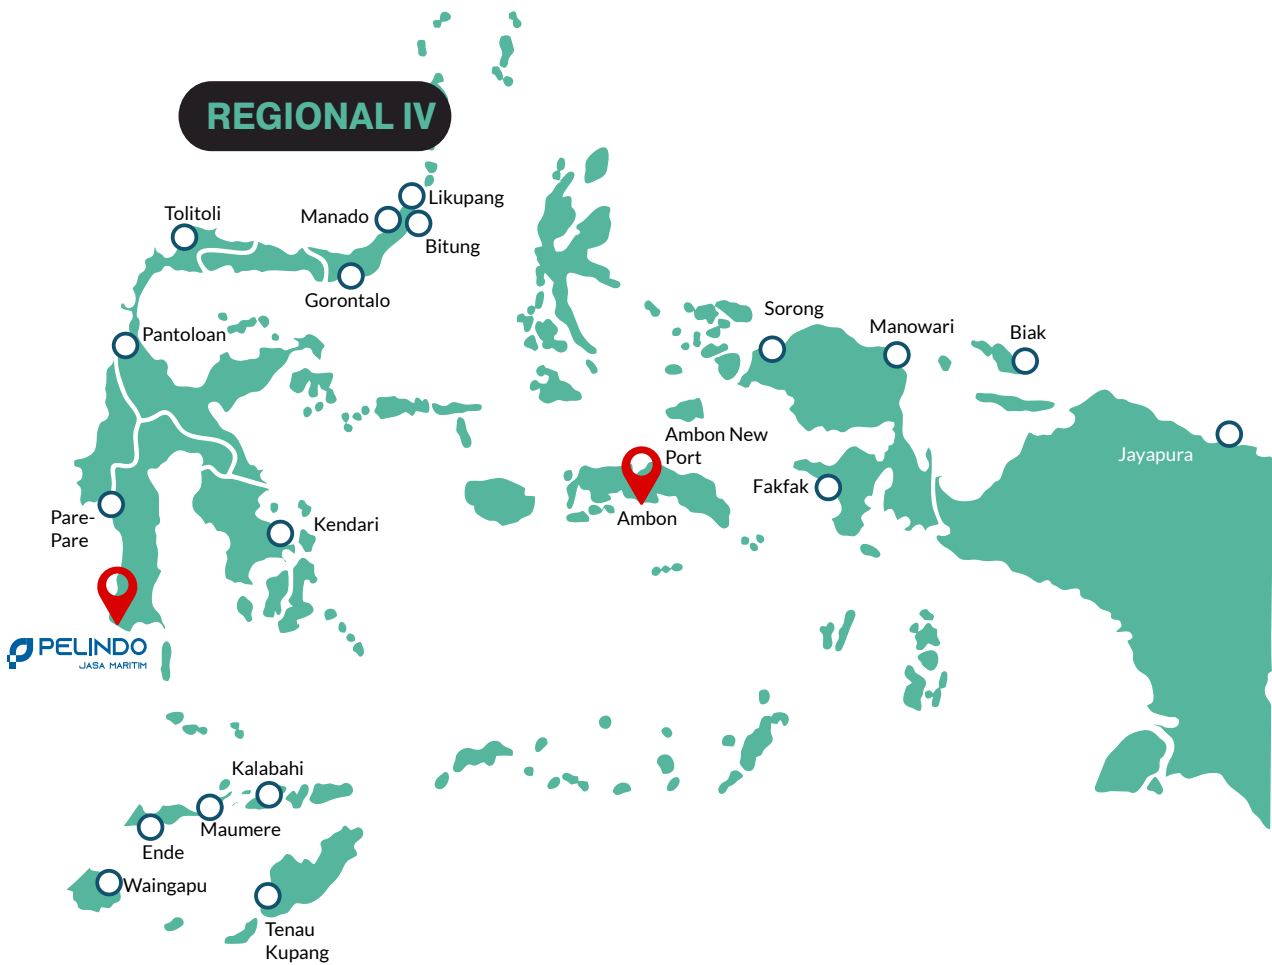 REGIONAL IV
Likupang
Tolitoli
Manado
Bitung
Gorontalo
Sorong
Manowari
Biak
Pantoloan
Ambon New
Port
Jayapura
Fakfak
Pare-
Pare
Kendari
Ambon
PELINDO
JASA MARITIM
Kalabahi
Maumere
Ende
Waingapu
Tenau
Kupang